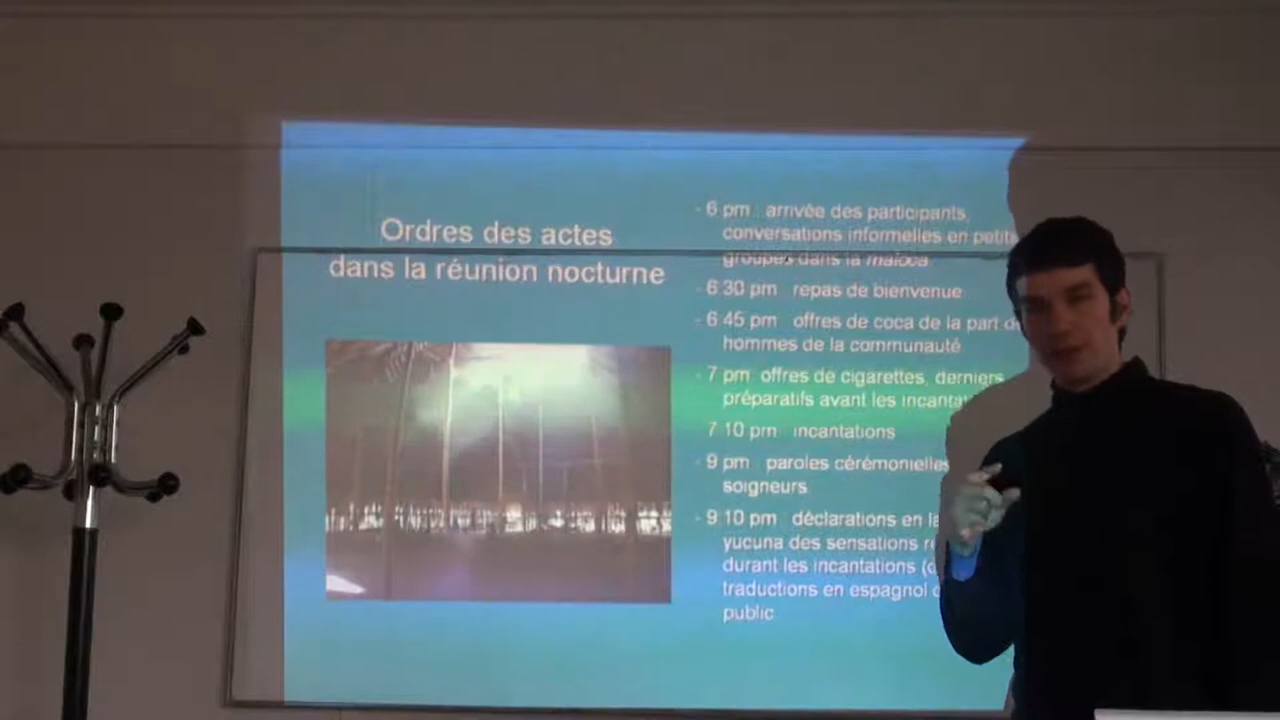 Ordres des actes
dans la réunion nocturne
- 6 pm arrivée des participants,
conversations informelles en petits
groupes dans la maloca
- 6 30 pm repas de bienvenue
- 6 45 pm offres de coca de la part
hommes de la communauté
- 7 pm offres de cigarettes, derniers
préparatifs avant les
7 10 pm incantations
- 9 pm paroles cérémonielles
soigneurs
- 9 10 pm déclarations en
yucuna des sensations
durant les incantations
traductions en espagnol
public